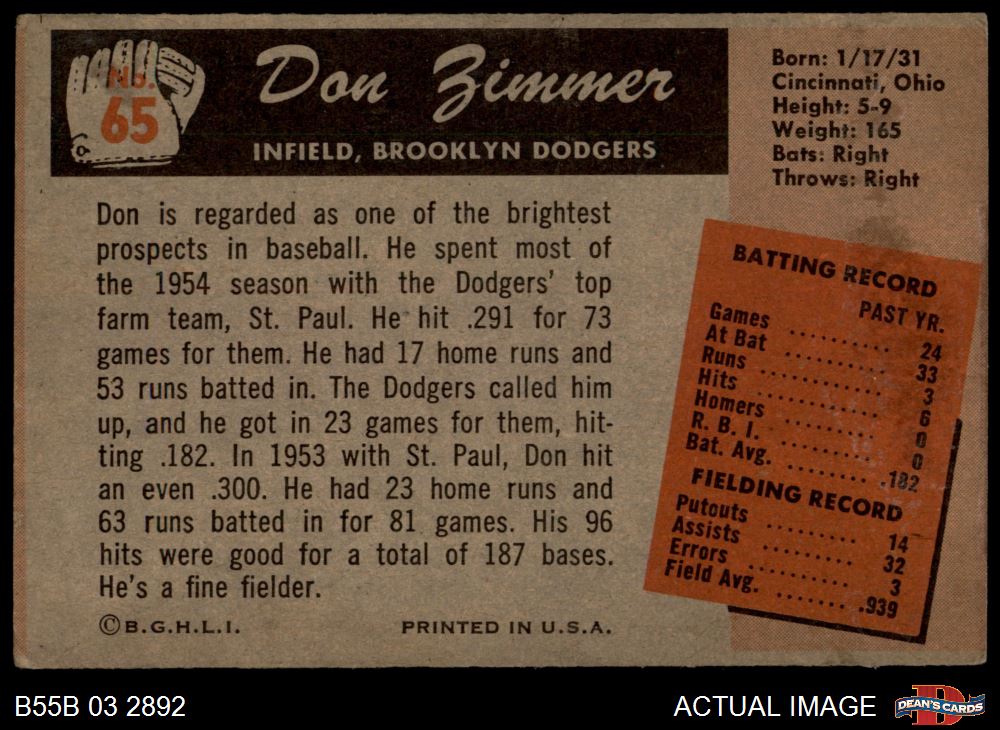 No.
65
Don Zimmer
INFIELD, BROOKLYN DODGERS
Born: 1/17/31
Cincinnati, Ohio
Height: 5-9
Weight: 165
Bats: Right
Throws: Right
Don is regarded as one of the brightest
prospects in baseball. He spent most of
the 1954 season with the Dodgers' top
farm team, St. Paul. He hit .291 for 73
games for them. He had 17 home runs and
53 runs batted in. The Dodgers called him
up, and he got in 23 games for them, hit-
ting .182. In 1953 with St. Paul, Don hit
an even .300. He had 23 home runs and
63 runs batted in for 81 games. His 96
hits were good for a total of 187 bases.
He's a fine fielder.
BATTING RECORD
PAST YR.
Games .......... 24
At Bat .......... 33
Runs .......... 3
Hits .......... 6
Homers .......... 0
R. B. I. .......... 0
Bat. Avg. ........ .182
FIELDING RECORD
Putouts ........ 14
Assists ......... 32
Errors .......... 3
Field Avg. ........ .939
©B.G.H.L.I.
PRINTED IN U.S.A.
B55B 03 2892
ACTUAL IMAGE
DEAN'S CARDS